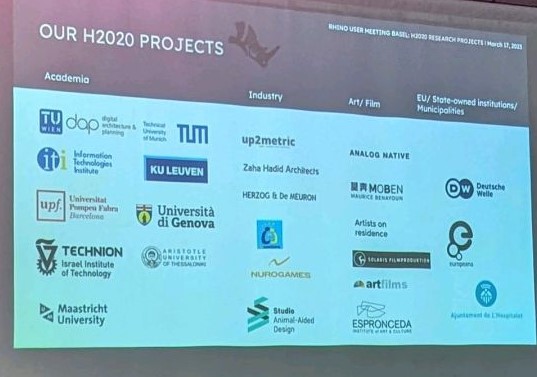 RHINO USER MEETING BASEL: H2020 RESEARCH PROJECTS | March 17, 2023
OUR H2020 PROJECTS
Academia
Industry
Art/ Film
EU/ State-owned institutions/
Municipalities
TU
WIEN
dap
digital
architecture &
planning
Technical
University
of Munich
TUM
iti
Information
Technologies
Institute
KU LEUVEN
upf.
Universitat
Pompeu Fabra
Barcelona
Università
di Genova
TECHNION
Israel Institute
of Technology
ARISTOTLE
UNIVERSITY
OF THESSALONIKI
Maastricht
University
up2metric
Zaha Hadid Architects
HERZOG & De MEURON
NUROGAMES
Studio
Animal-Aided
Design
ANALOG NATIVE
MOBEN
MAURICE BENAYOUN
Artists on
residence
SOLARIS FILMPRODUKTION
artfilms
ESPRONCEDA
INSTITUTE of ART & CULTURE
DW
Deutsche
Welle
europeana
Ajuntament de L'Hospitalet